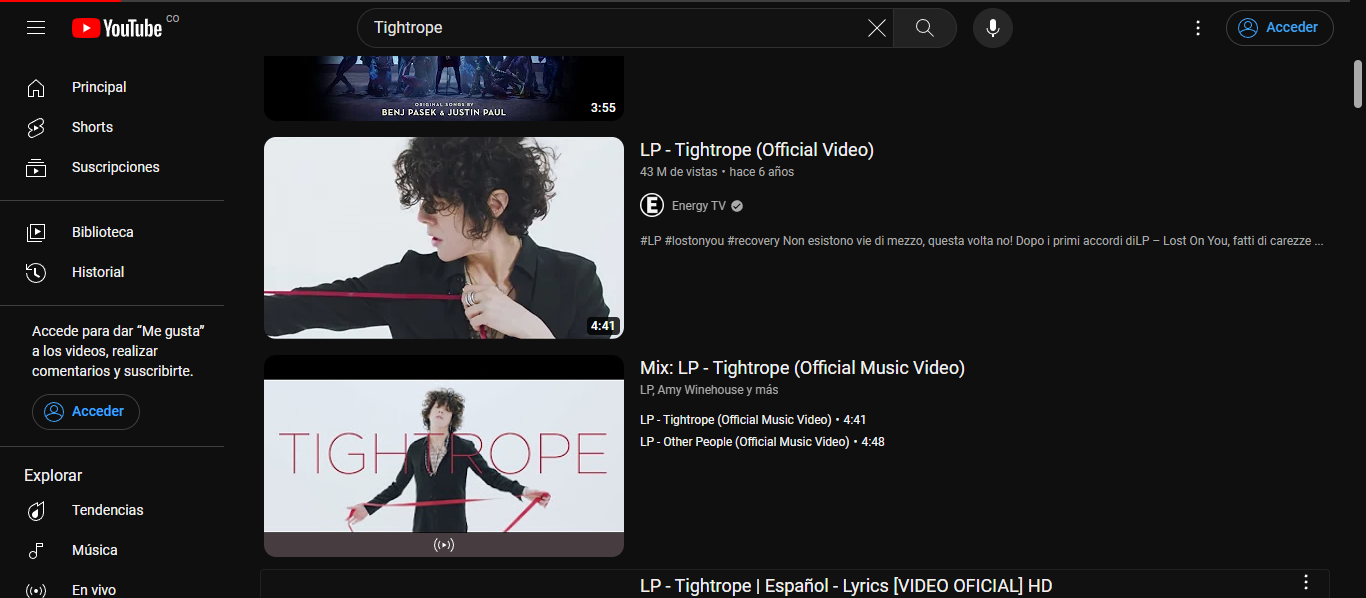 YouTube CO
Tightrope
Acceder
Principal
Shorts
Suscripciones
Biblioteca
Historial
Accede para dar “Me gusta”
a los videos, realizar
comentarios y suscribirte.
Acceder
Explorar
Tendencias
Música
En vivo
ORIGINAL SONGS BY
BENJ PASEK & JUSTIN PAUL
3:55
4:41
LP - Tightrope (Official Video)
43 M de vistas • hace 6 años
E Energy TV
#LP #lostonyou #recovery Non esistono vie di mezzo, questa volta no! Dopo i primi accordi diLP – Lost On You, fatti di carezze ...
TIGHTROPE
Mix: LP - Tightrope (Official Music Video)
LP, Amy Winehouse y más
LP - Tightrope (Official Music Video) • 4:41
LP - Other People (Official Music Video) • 4:48
LP - Tightrope | Español - Lyrics [VIDEO OFICIAL] HD